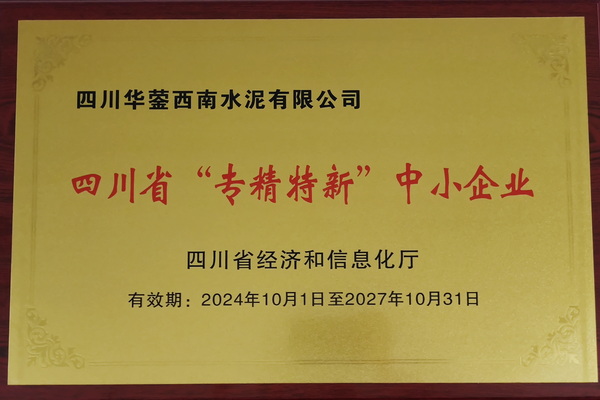 四川华蓥西南水泥有限公司
四川省“专精特新”中小企业
四川省经济和信息化厅
有效期：2024年10月1日至2027年10月31日